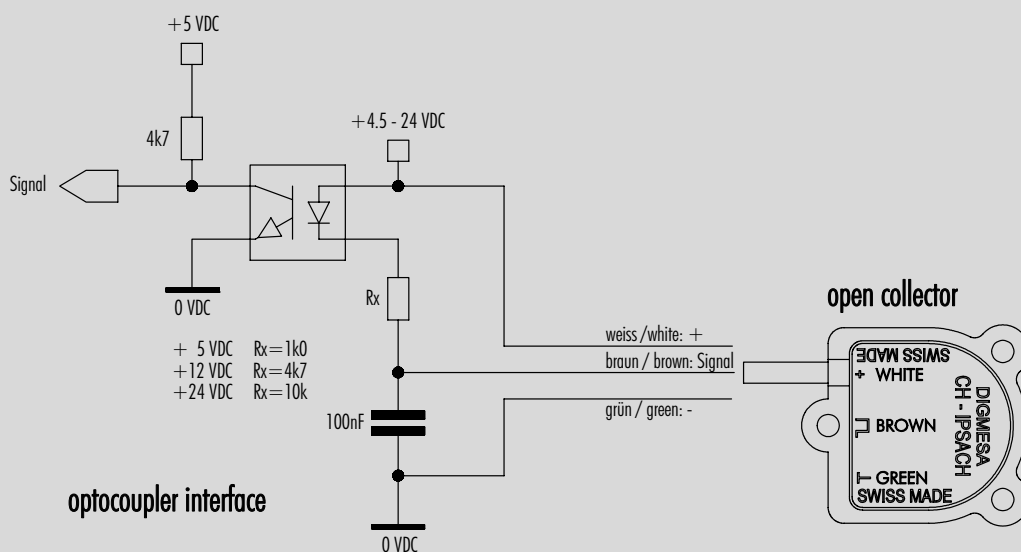 +5 VDC
4k7
+4.5 - 24 VDC
Signal
0 VDC
Rx
+ 5 VDC Rx=1k0
+12 VDC Rx=4k7
+24 VDC Rx=10k
100nF
optocoupler interface
0 VDC
weiss/white: +
braun / brown: Signal
grün / green: -
open collector
SWISS MADE
+ WHITE
BROWN
GREEN
SWISS MADE
DIGMESA
CH - IPSACH